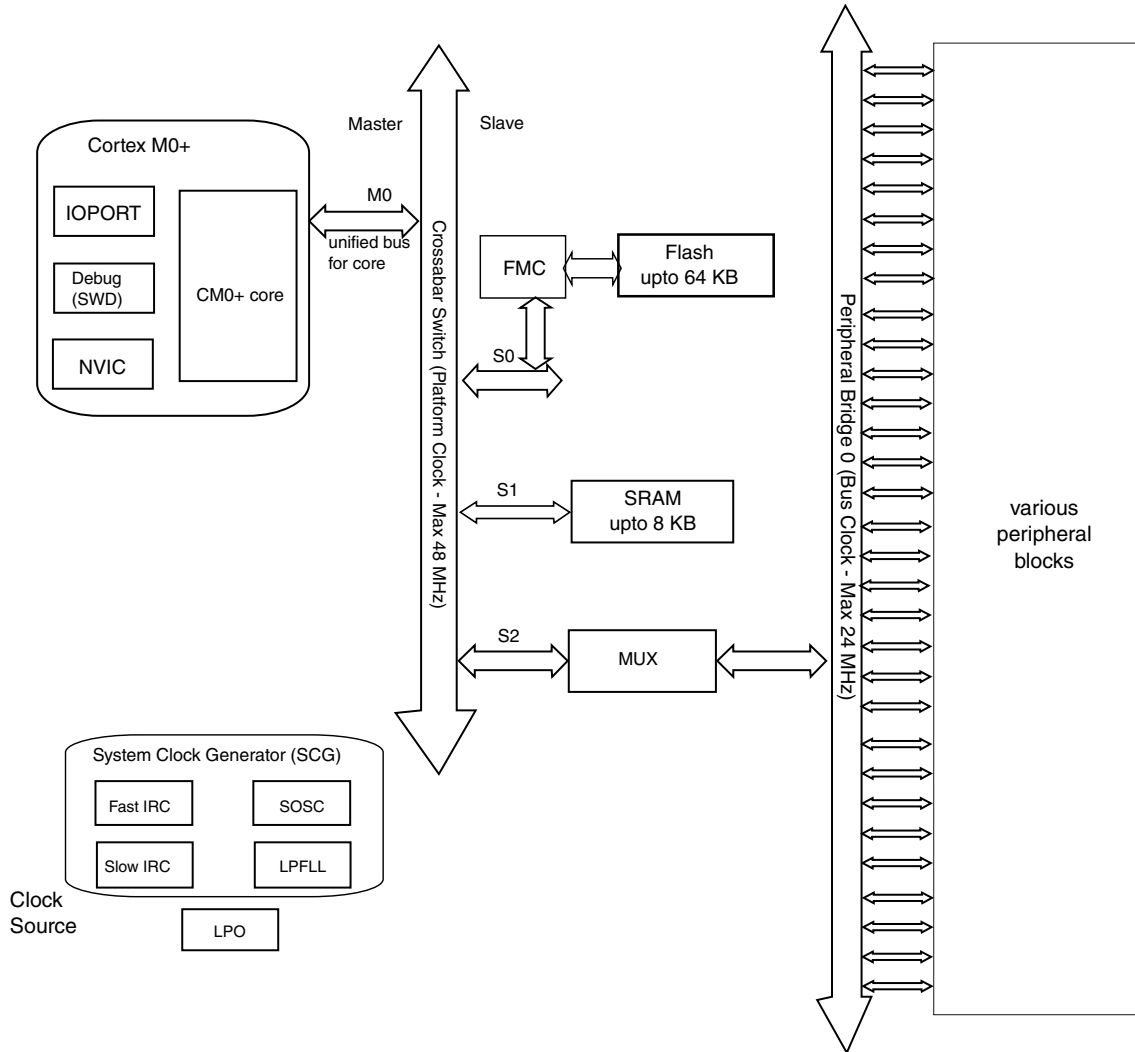 Master
Slave
Cortex M0+
IOPORT
Debug
(SWD)
NVIC
CM0+ core
M0
unified bus
for core
Crossabar Switch (Platform Clock - Max 48 MHz)
FMC
Flash
upto 64 KB
S0
S1
SRAM
upto 8 KB
S2
MUX
Peripheral Bridge 0 (Bus Clock - Max 24 MHz)
various
peripheral
blocks
System Clock Generator (SCG)
Fast IRC
SOSC
Slow IRC
LPFLL
Clock
Source
LPO